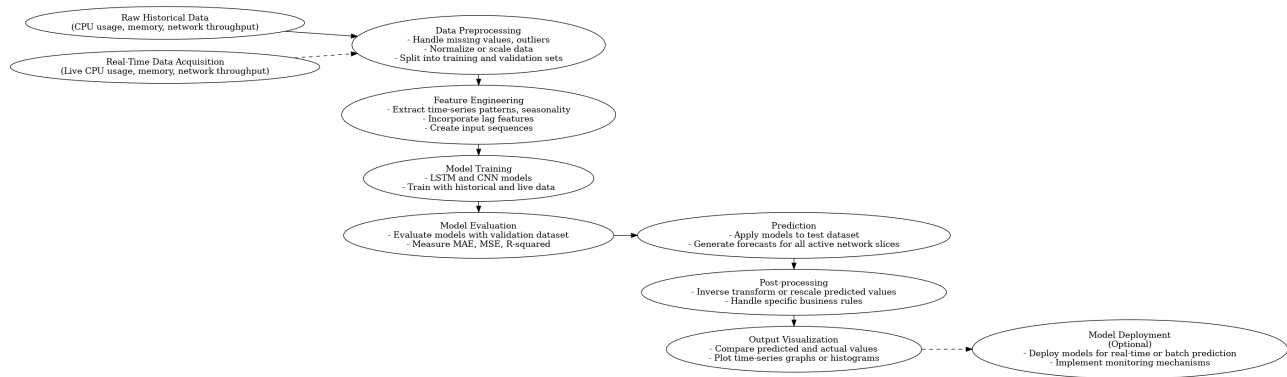 Raw Historical Data
(CPU usage, memory, network throughput)
Real-Time Data Acquisition
(Live CPU usage, memory, network throughput)
Data Preprocessing
- Handle missing values, outliers
- Normalize or scale data
- Split into training and validation sets
Feature Engineering
- Extract time-series patterns, seasonality
- Incorporate lag features
- Create input sequences
Model Training
- LSTM and CNN models
- Train with historical and live data
Model Evaluation
- Evaluate models with validation dataset
- Measure MAE, MSE, R-squared
Prediction
- Apply models to test dataset
- Generate forecasts for all active network slices
Post-processing
- Inverse transform or rescale predicted values
- Handle specific business rules
Output Visualization
- Compare predicted and actual values
- Plot time-series graphs or histograms
Model Deployment
(Optional)
- Deploy models for real-time or batch prediction
- Implement monitoring mechanisms